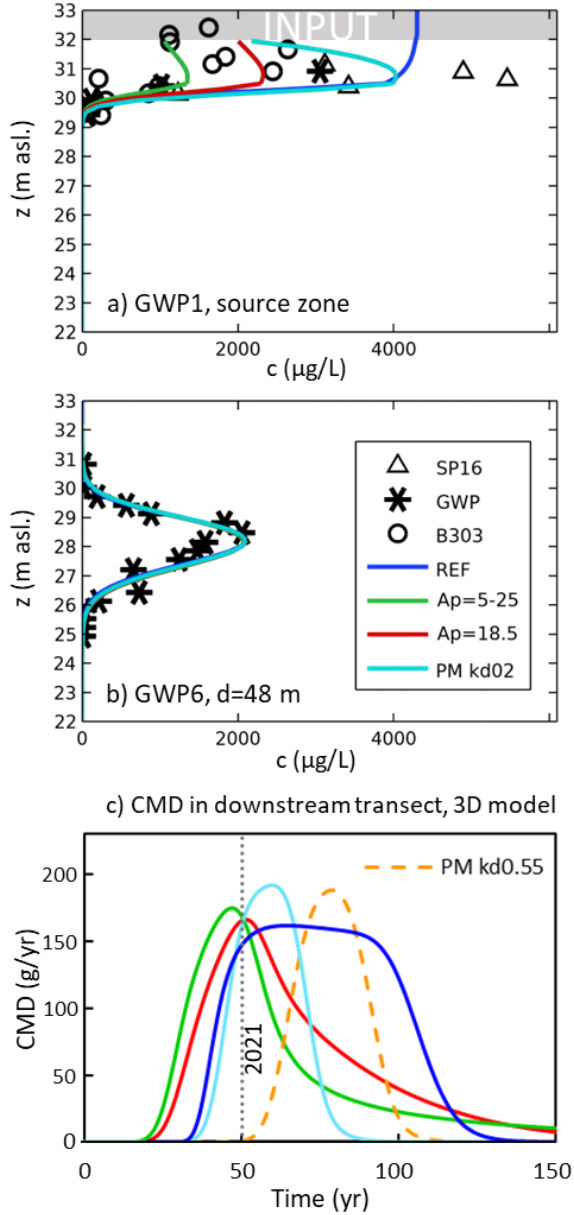 33
INPUT
32
31
30
29
28
27
26
25
24
23
22
z (m asl.)
a) GWP1, source zone
0 2000 4000
c (µg/L)
33
32
31
30
29
28
27
26
25
24
23
22
z (m asl.)
SP16
GWP
B303
REF
Ap=5-25
Ap=18.5
PM kd02
b) GWP6, d=48 m
0 2000 4000
c (µg/L)
c) CMD in downstream transect, 3D model
200
150
100
50
0
CMD (g/yr)
PM kd0.55
2021
0 50 100 150
Time (yr)